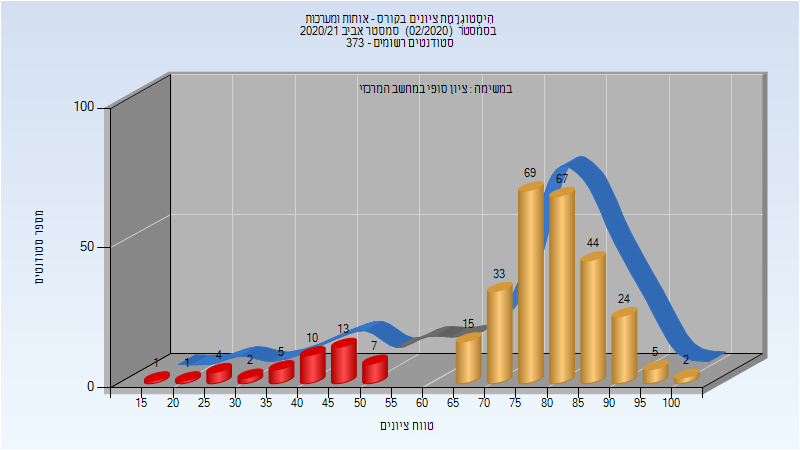 היסטוגרמת ציונים בקורס - אותות ומערכות
בסמסטר (02/2020) סמסטר אביב 2020/21
סטודנטים רשומים - 373
במשימה : ציון סופי במחשב המרכזי
100
50
0
מספר סטודנטים
1 1 4 2 5 10 13 7 15 33 69 67 44 24 5 2
15 20 25 30 35 40 45 50 55 60 65 70 75 80 85 90 95 100
טווח ציונים